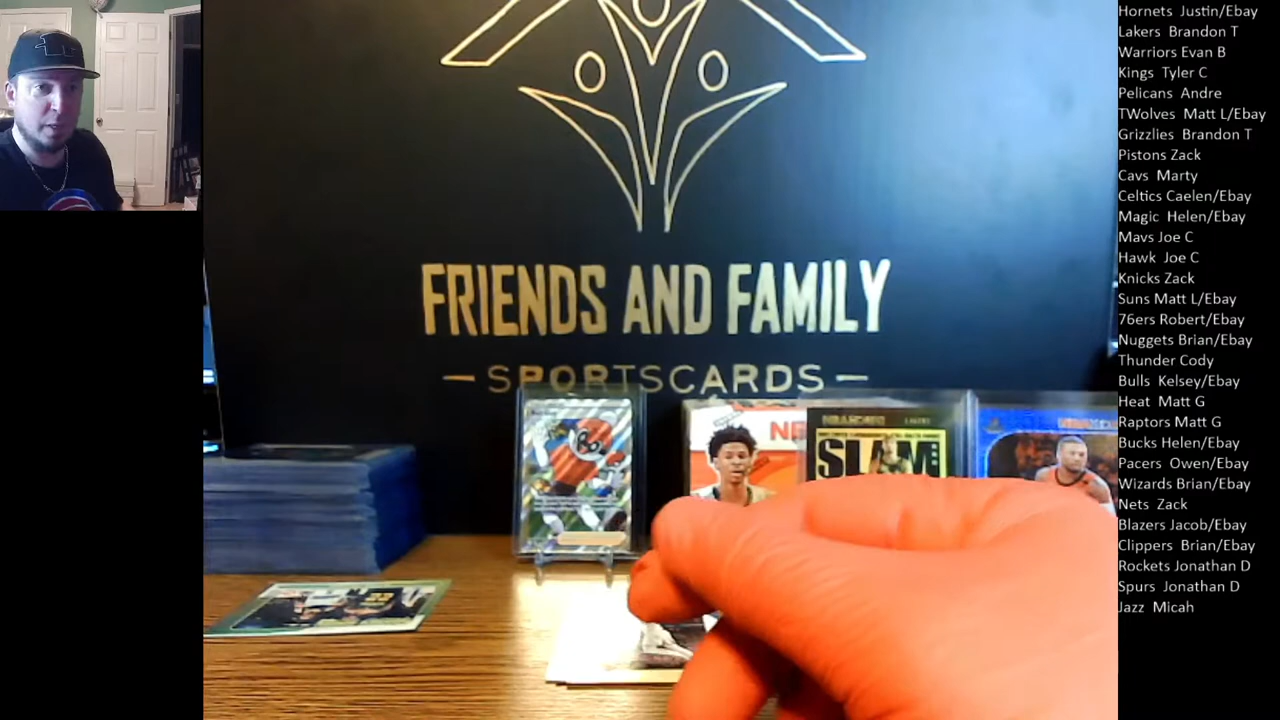 FRIENDS AND FAMILY
SPORTSCARDS
NB
SLAM
Hornets Justin/Ebay
Lakers Brandon T
Warriors Evan B
Kings Tyler C
Pelicans Andre
TWolves Matt L/Ebay
Grizzlies Brandon T
Pistons Zack
Cavs Marty
Celtics Caelen/Ebay
Magic Helen/Ebay
Mavs Joe C
Hawk Joe C
Knicks Zack
Suns Matt L/Ebay
76ers Robert/Ebay
Nuggets Brian/Ebay
Thunder Cody
Bulls Kelsey/Ebay
Heat Matt G
Raptors Matt G
Bucks Helen/Ebay
Pacers Owen/Ebay
Wizards Brian/Ebay
Nets Zack
Blazers Jacob/Ebay
Clippers Brian/Ebay
Rockets Jonathan D
Spurs Jonathan D
Jazz Micah